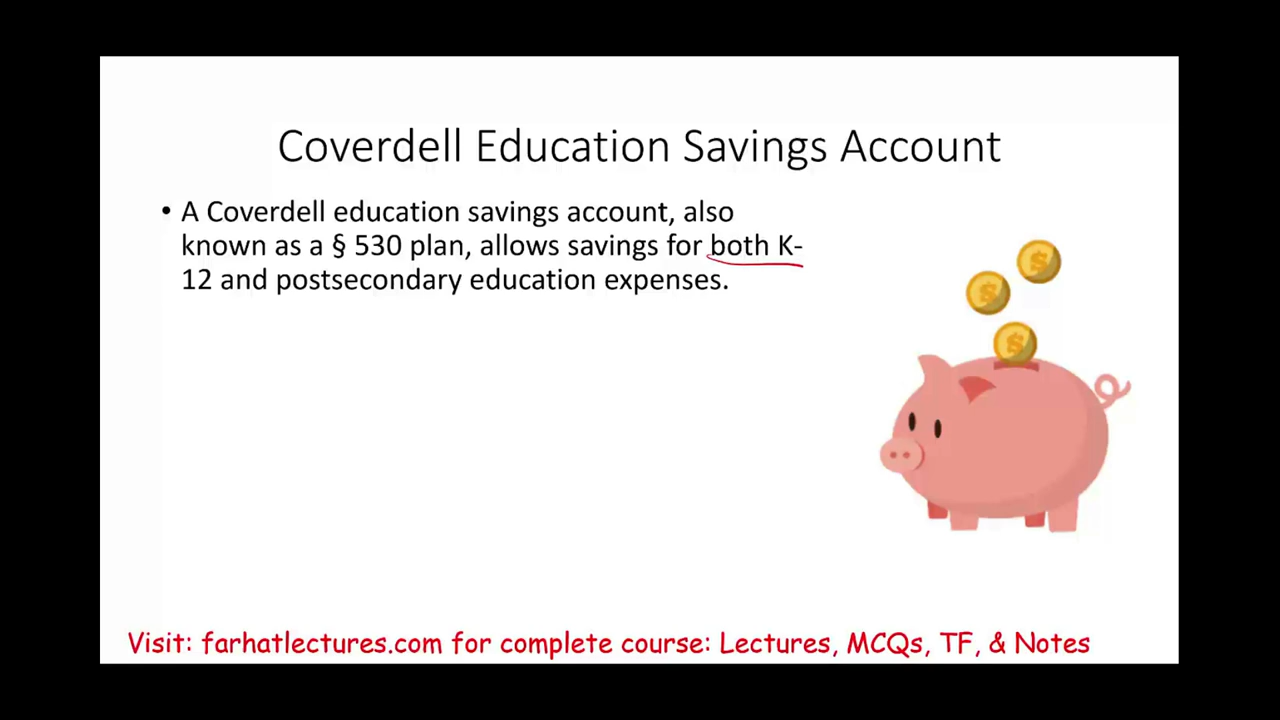 Coverdell Education Savings Account
• A Coverdell education savings account, also
known as a § 530 plan, allows savings for both K-
12 and postsecondary education expenses.
$
$
$
Visit: farhatlectures.com for complete course: Lectures, MCQs, TF, & Notes